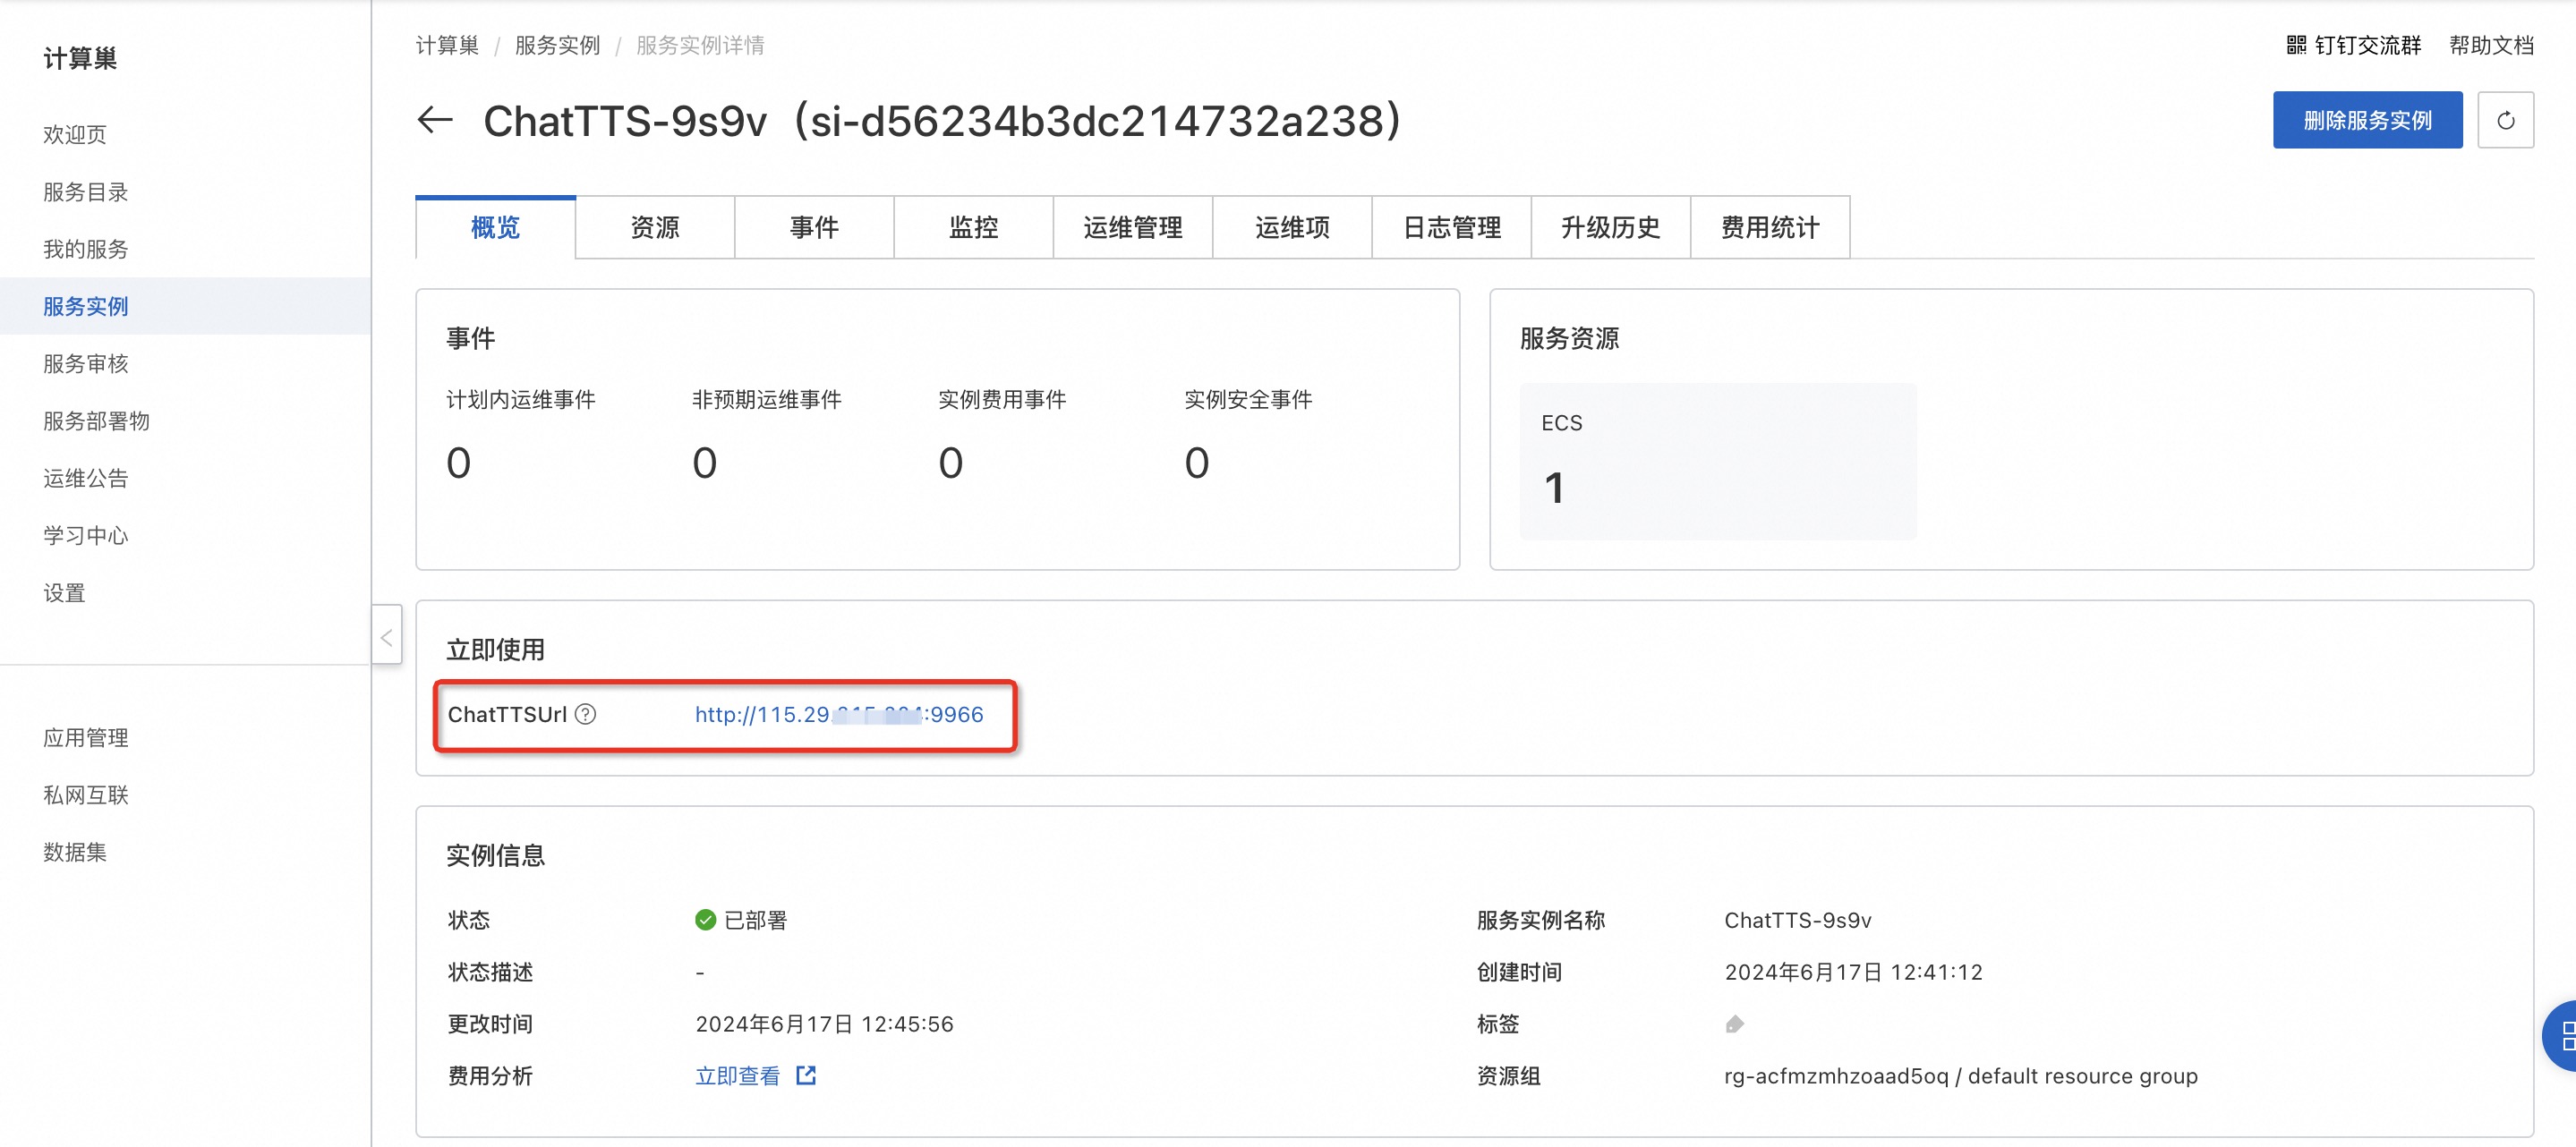 计算巢
欢迎页
服务目录
我的服务
服务实例
服务审核
服务部署物
运维公告
学习中心
设置
应用管理
私网互联
数据集
计算巢 / 服务实例 / 服务实例详情
钉钉交流群 帮助文档
ChatTTS-9s9v（si-d56234b3dc214732a238）
删除服务实例
概览 资源 事件 监控 运维管理 运维项 日志管理 升级历史 费用统计
事件
计划内运维事件 非预期运维事件 实例费用事件 实例安全事件
0 0 0 0
服务资源
ECS
1
立即使用
ChatTTSUrl http://115.29. :9966
实例信息
状态 已部署 服务实例名称 ChatTTS-9s9v
状态描述 - 创建时间 2024年6月17日 12:41:12
更改时间 2024年6月17日 12:45:56 标签
费用分析 立即查看 资源组 rg-acfmzmhzoaad5oq / default resource group